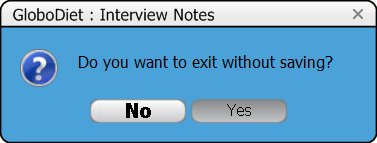 GloboDiet : Interview Notes
Do you want to exit without saving?
No Yes